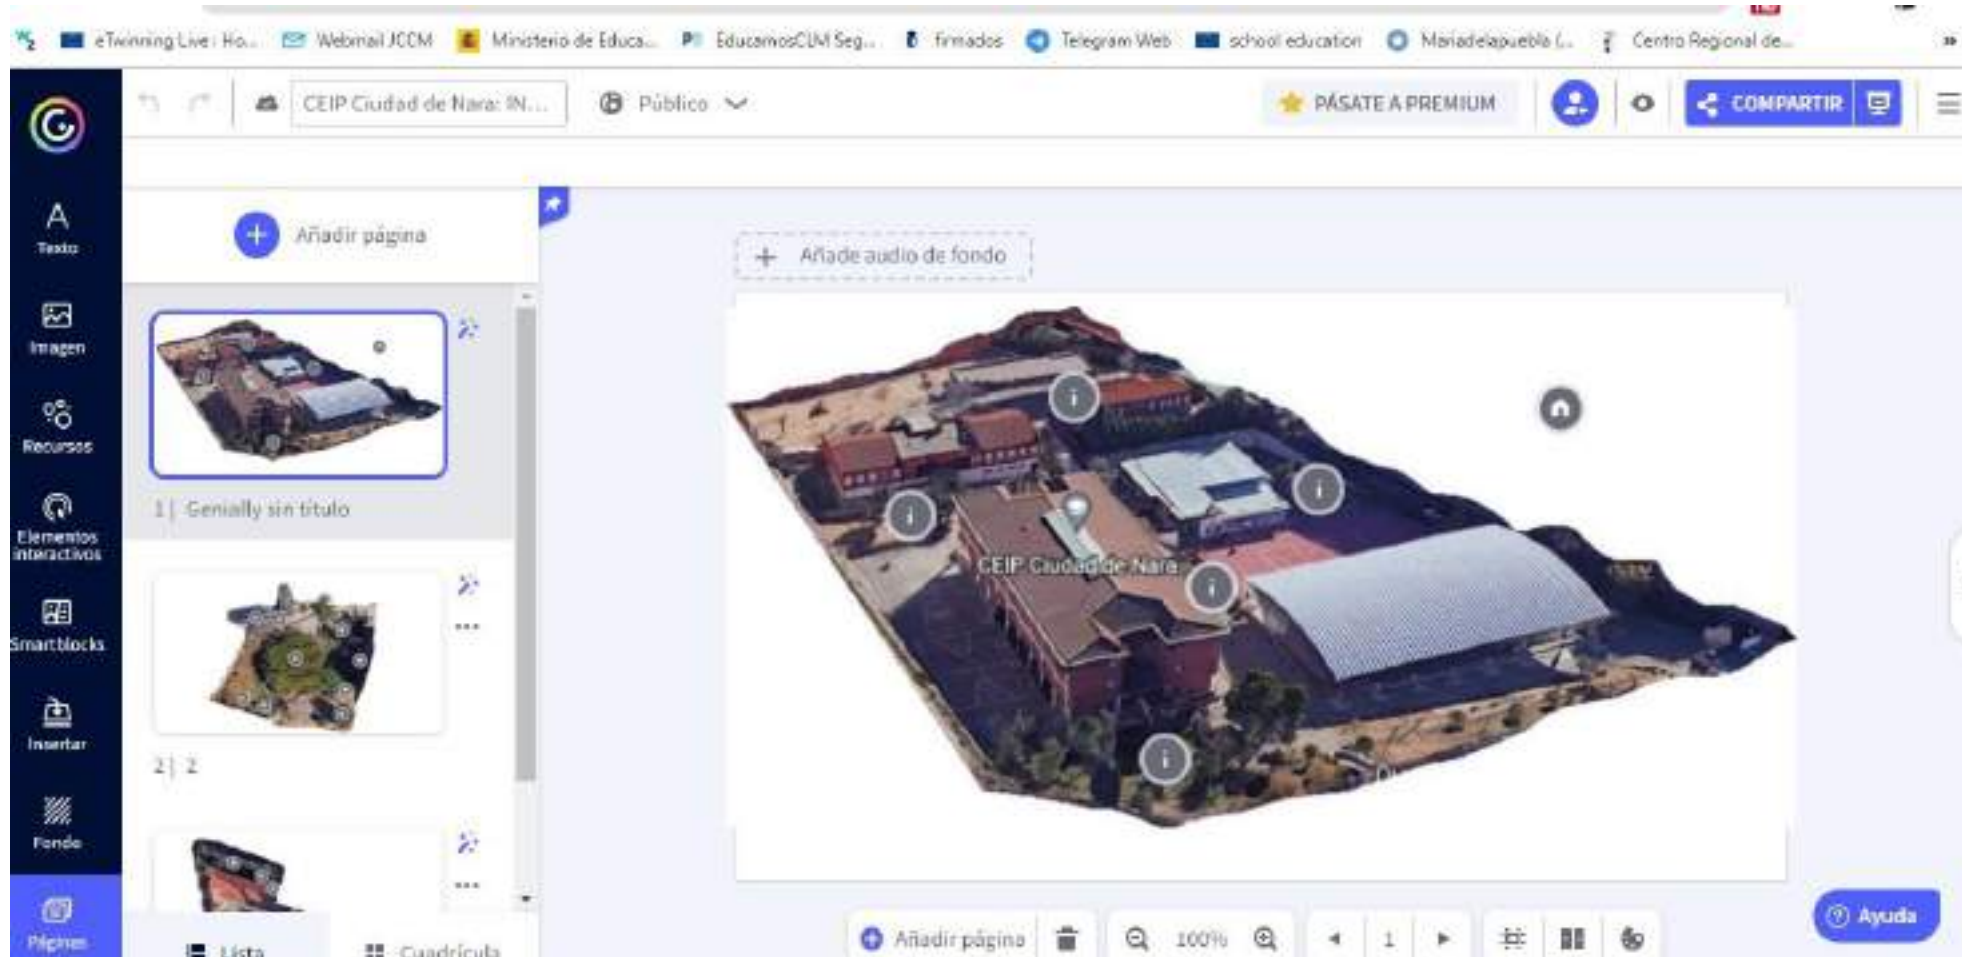 eTwinning Live: Ho... Webmail JCCM Ministerio de Educa... EducamosCLM Seg... firmados Telegram Web school education Mariadelapuebla (... Centro Regional de... »
CEIP Ciudad de Nara: IN... Público PÁSATE A PREMIUM COMPARTIR
Texto
Imagen
Recursos
Elementos
interactivos
Smartblocks
Insertar
Fondo
Páginas
Añadir página
1| Genially sin título
2| 2
Lista Cuadrícula
+ Añade audio de fondo
i
i
i
CEIP Ciudad de Nara
i
i
Añadir página 100% 1
Ayuda